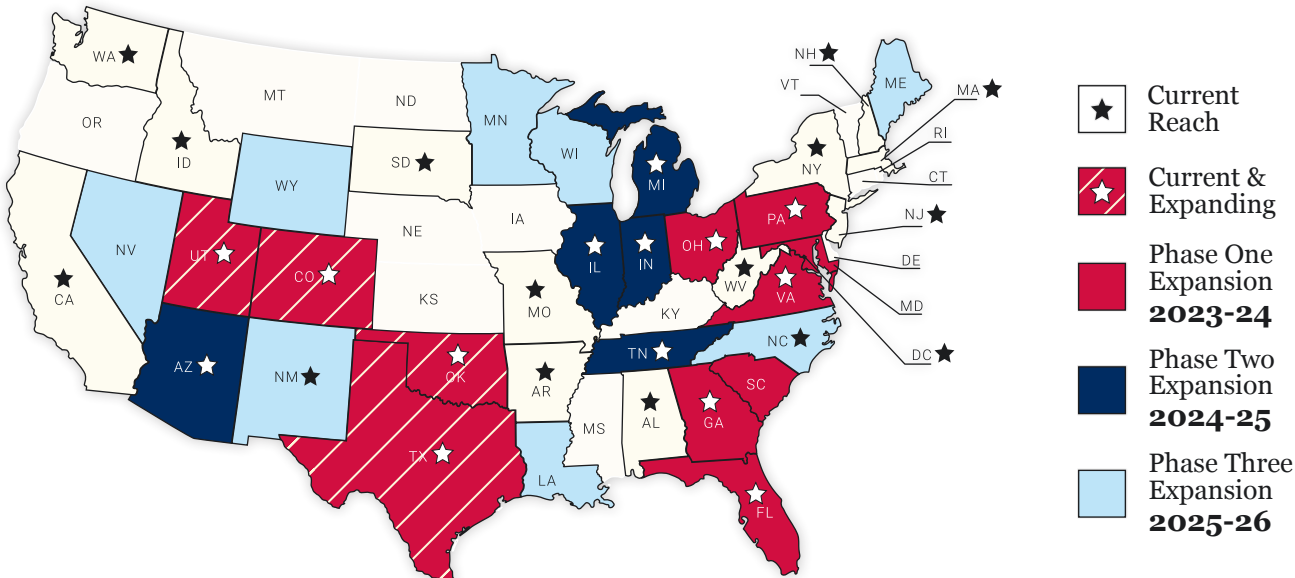 WA
MT
ND
OR
ID
SD
WY
NE
NV
UT
CO
KS
CA
AZ
NM
OK
TX
MN
WI
IA
MO
AR
LA
MS
MI
IL
IN
OH
KY
TN
AL
GA
SC
NC
FL
WV
VA
PA
NY
NH
VT
ME
MA
RI
CT
NJ
DE
MD
DC
Current
Reach
Current &
Expanding
Phase One
Expansion
2023-24
Phase Two
Expansion
2024-25
Phase Three
Expansion
2025-26